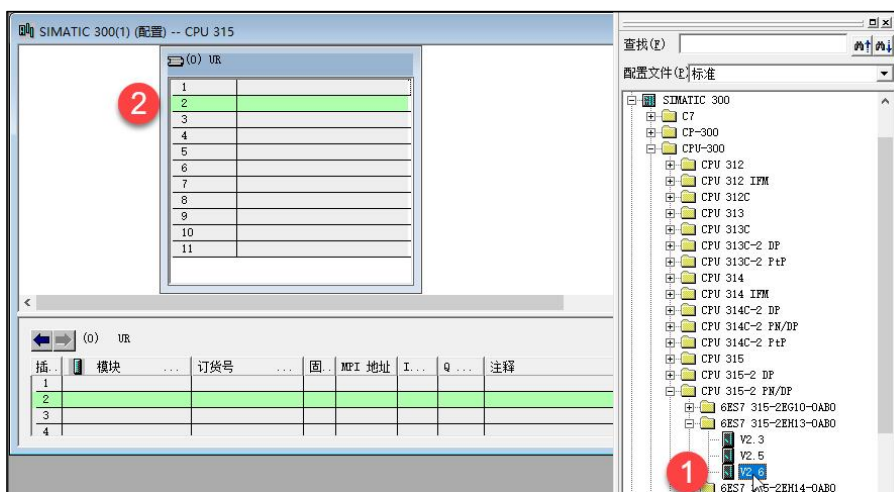 SIMATIC 300(1) (配置) -- CPU 315
(0) UR
1
2
3
4
5
6
7
8
9
10
11
2
(0) UR
插.. 模块 ... 订货号 ... 固.. MPI 地址 I... Q ... 注释
1
2
3
4
查找(F)
配置文件(P) 标准
SIMATIC 300
C7
CP-300
CPU-300
CPU 312
CPU 312 IFM
CPU 312C
CPU 313
CPU 313C
CPU 313C-2 DP
CPU 313C-2 PtP
CPU 314
CPU 314 IFM
CPU 314C-2 DP
CPU 314C-2 PN/DP
CPU 314C-2 PtP
CPU 315
CPU 315-2 DP
CPU 315-2 PN/DP
6ES7 315-2EG10-0AB0
6ES7 315-2EH13-0AB0
V2.3
V2.5
V2.6
1
6ES7 315-2EH14-0AB0